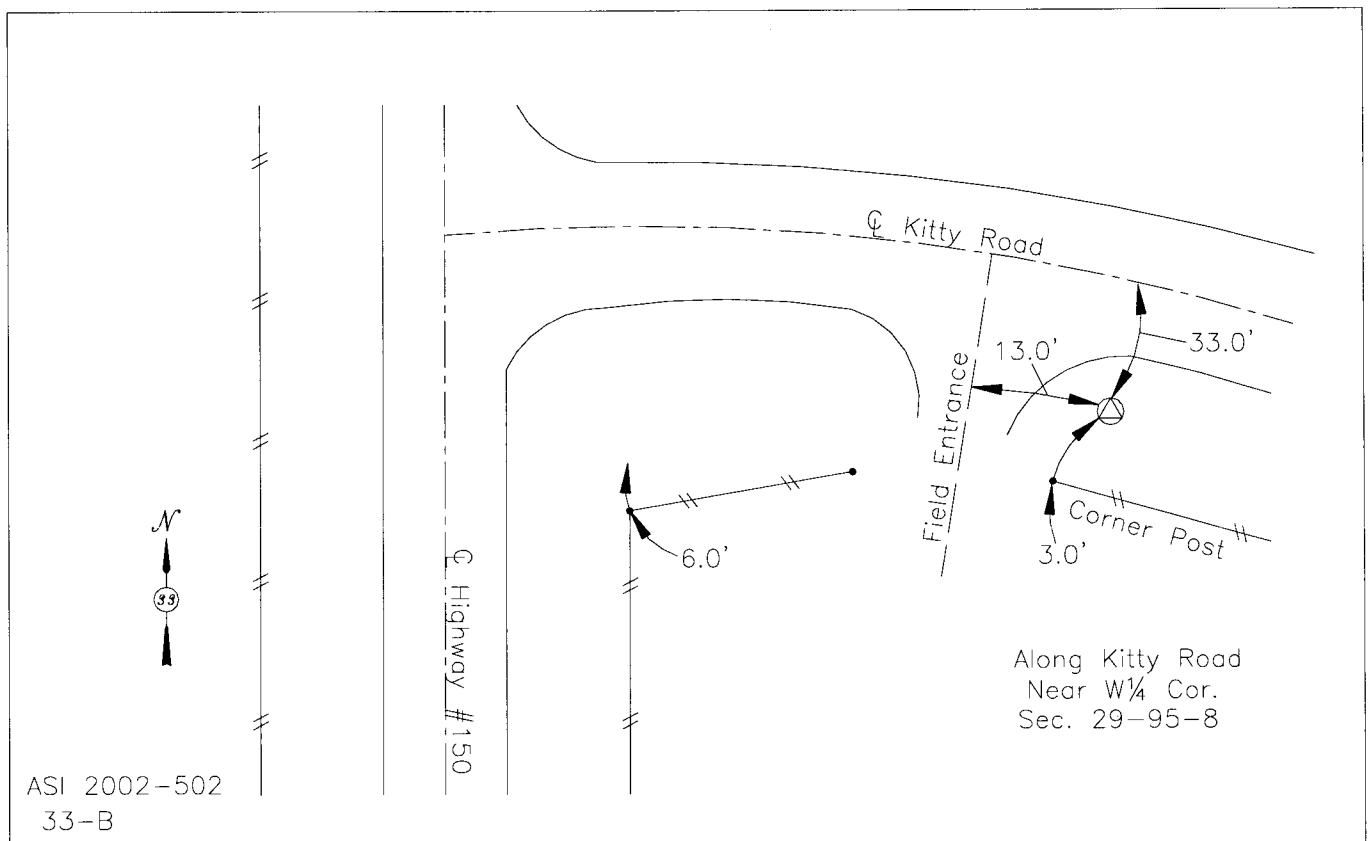 ℄ Kitty Road
33.0'
13.0'
Field Entrance
Corner Post
3.0'
6.0'
N
33
℄ Highway #150
Along Kitty Road
Near W¼ Cor.
Sec. 29-95-8
ASI 2002-502
33-B